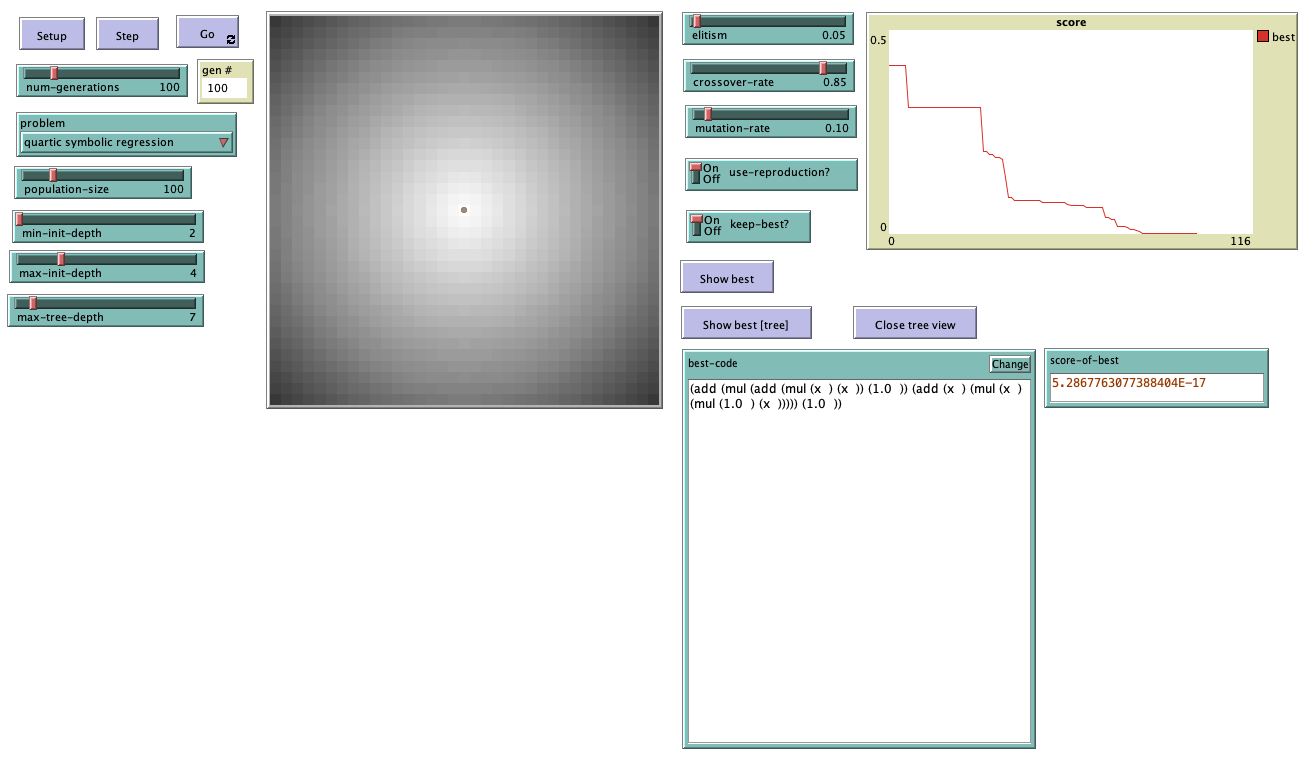 Setup
Step
Go
num-generations 100
gen #
100
problem
quartic symbolic regression
population-size 100
min-init-depth 2
max-init-depth 4
max-tree-depth 7
elitism 0.05
crossover-rate 0.85
mutation-rate 0.10
On
Off
use-reproduction?
On
Off
keep-best?
Show best
Show best [tree]
Close tree view
score
0.5
0
0
116
best
best-code
Change
(add (mul (add (mul (x  ) (x  )) (1.0  )) (add (x  ) (mul (x  )
(mul (1.0  ) (x  ))))) (1.0  ))
score-of-best
5.2867763077388404E-17